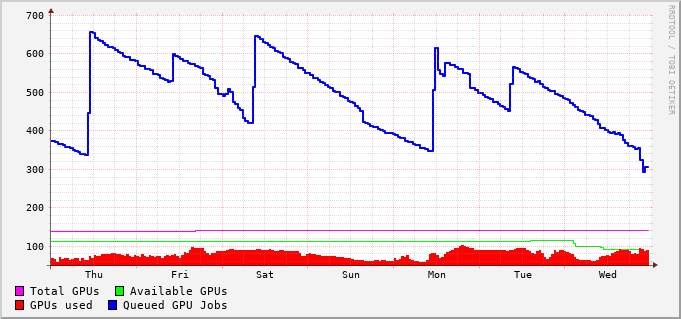 700
600
500
400
300
200
100
Thu Fri Sat Sun Mon Tue Wed
Total GPUs Available GPUs
GPUs used Queued GPU Jobs
RRDTOOL / TOBI OETIKER